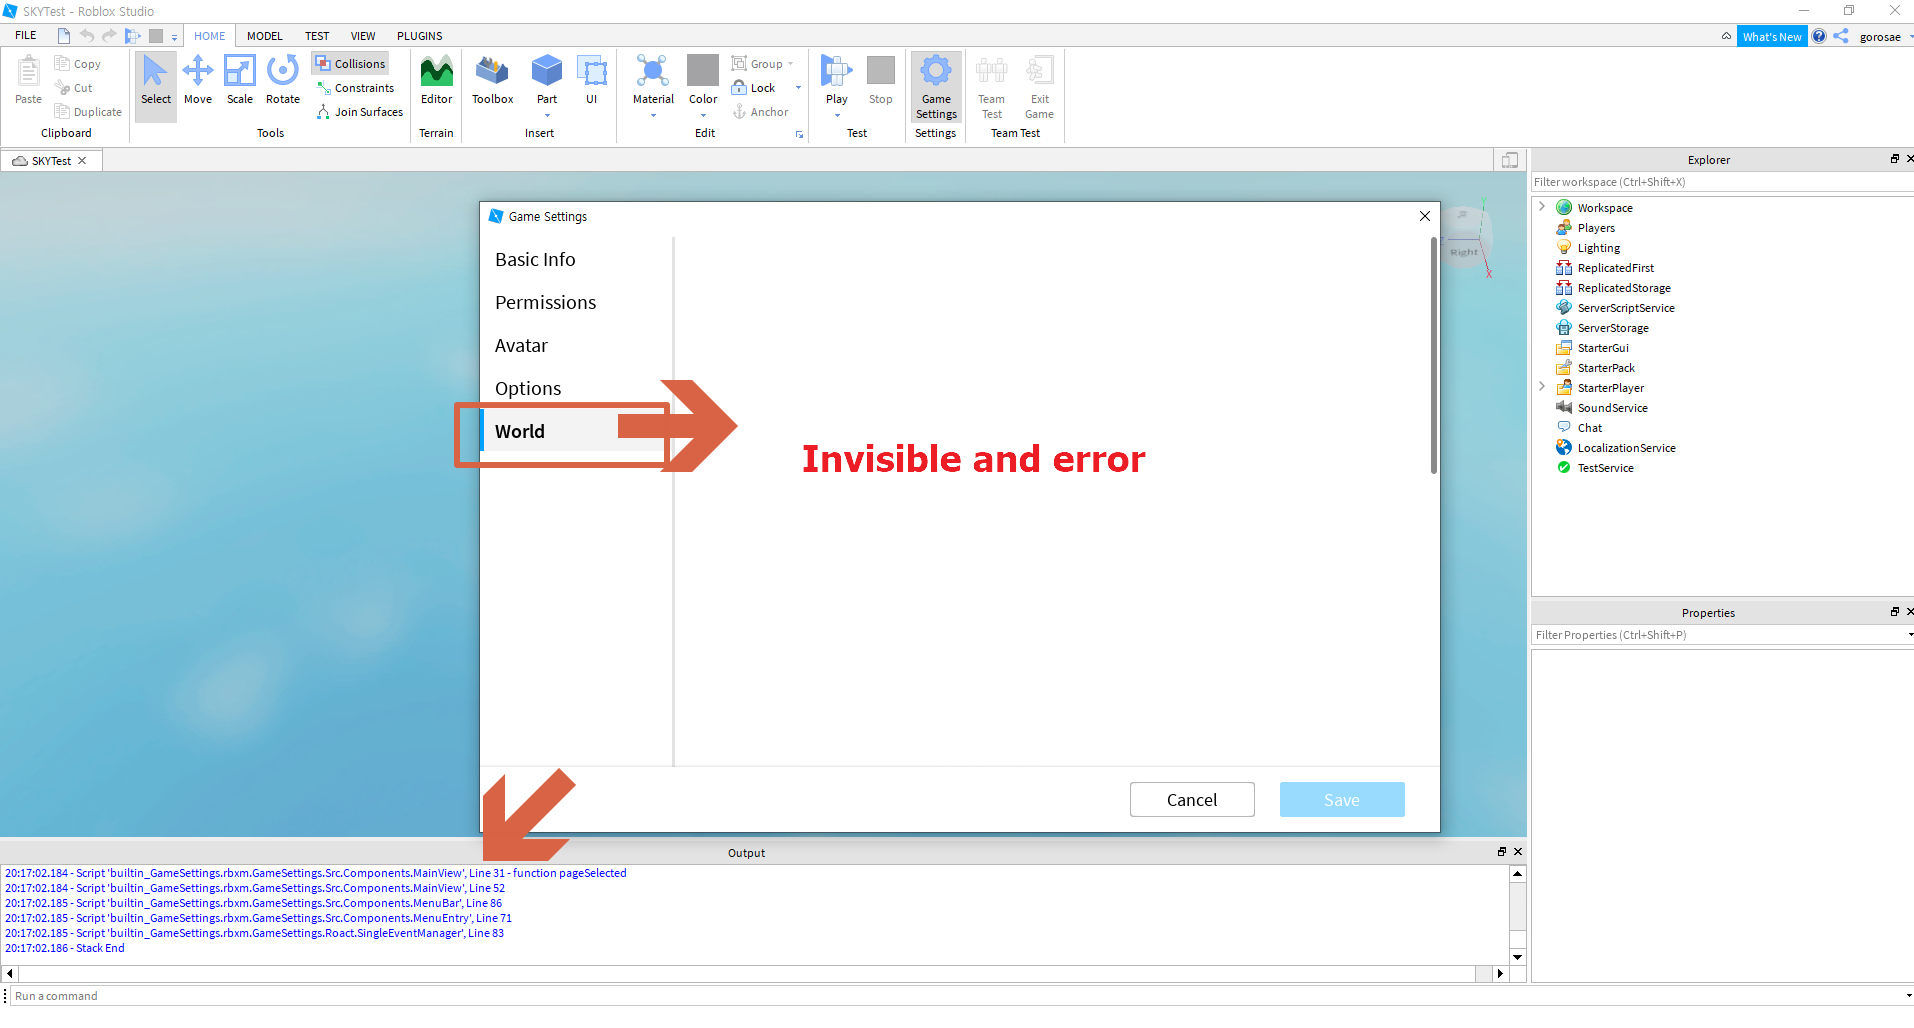 SKYTest - Roblox Studio
FILE
HOME
MODEL
TEST
VIEW
PLUGINS
What's New
gorosae
Paste
Copy
Cut
Duplicate
Clipboard
Select
Move
Scale
Rotate
Collisions
Constraints
Join Surfaces
Tools
Editor
Terrain
Toolbox
Part
UI
Insert
Material
Color
Group
Lock
Anchor
Edit
Play
Stop
Test
Game
Settings
Settings
Team
Test
Exit
Game
Team Test
SKYTest
Explorer
Filter workspace (Ctrl+Shift+X)
Workspace
Players
Lighting
ReplicatedFirst
ReplicatedStorage
ServerScriptService
ServerStorage
StarterGui
StarterPack
StarterPlayer
SoundService
Chat
LocalizationService
TestService
Y
Right
X
Game Settings
Basic Info
Permissions
Avatar
Options
World
Invisible and error
Cancel
Save
Properties
Filter Properties (Ctrl+Shift+P)
Output
20:17:02.184 - Script 'builtin_GameSettings.rbxm.GameSettings.Src.Components.MainView', Line 31 - function pageSelected
20:17:02.184 - Script 'builtin_GameSettings.rbxm.GameSettings.Src.Components.MainView', Line 52
20:17:02.185 - Script 'builtin_GameSettings.rbxm.GameSettings.Src.Components.MenuBar', Line 86
20:17:02.185 - Script 'builtin_GameSettings.rbxm.GameSettings.Src.Components.MenuEntry', Line 71
20:17:02.185 - Script 'builtin_GameSettings.rbxm.GameSettings.Roact.SingleEventManager', Line 83
20:17:02.186 - Stack End
Run a command